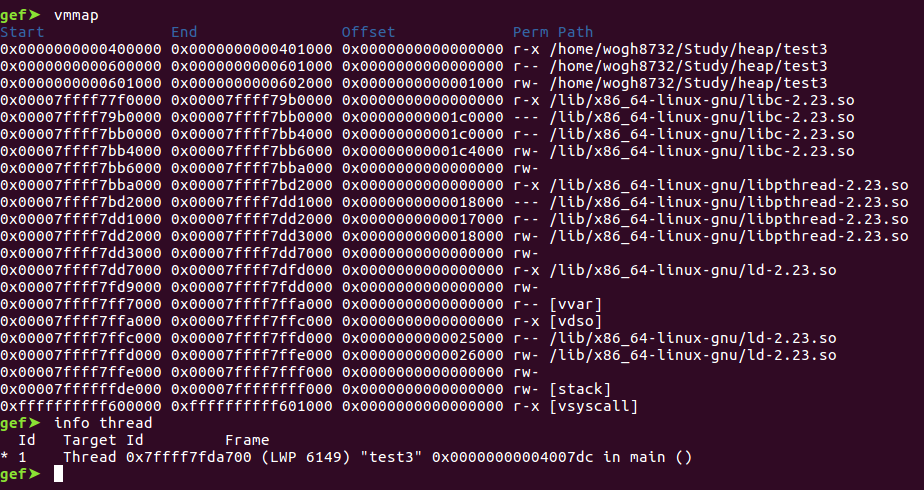 gef➤  vmmap
Start              End                Offset             Perm Path
0x0000000000400000 0x0000000000401000 0x0000000000000000 r-x /home/wogh8732/Study/heap/test3
0x0000000000600000 0x0000000000601000 0x0000000000000000 r-- /home/wogh8732/Study/heap/test3
0x0000000000601000 0x0000000000602000 0x0000000000001000 rw- /home/wogh8732/Study/heap/test3
0x00007ffff77f0000 0x00007ffff79b0000 0x0000000000000000 r-x /lib/x86_64-linux-gnu/libc-2.23.so
0x00007ffff79b0000 0x00007ffff7bb0000 0x00000000001c0000 --- /lib/x86_64-linux-gnu/libc-2.23.so
0x00007ffff7bb0000 0x00007ffff7bb4000 0x00000000001c0000 r-- /lib/x86_64-linux-gnu/libc-2.23.so
0x00007ffff7bb4000 0x00007ffff7bb6000 0x00000000001c4000 rw- /lib/x86_64-linux-gnu/libc-2.23.so
0x00007ffff7bb6000 0x00007ffff7bba000 0x0000000000000000 rw-
0x00007ffff7bba000 0x00007ffff7bd2000 0x0000000000000000 r-x /lib/x86_64-linux-gnu/libpthread-2.23.so
0x00007ffff7bd2000 0x00007ffff7dd1000 0x0000000000018000 --- /lib/x86_64-linux-gnu/libpthread-2.23.so
0x00007ffff7dd1000 0x00007ffff7dd2000 0x0000000000017000 r-- /lib/x86_64-linux-gnu/libpthread-2.23.so
0x00007ffff7dd2000 0x00007ffff7dd3000 0x0000000000018000 rw- /lib/x86_64-linux-gnu/libpthread-2.23.so
0x00007ffff7dd3000 0x00007ffff7dd7000 0x0000000000000000 rw-
0x00007ffff7dd7000 0x00007ffff7dfd000 0x0000000000000000 r-x /lib/x86_64-linux-gnu/ld-2.23.so
0x00007ffff7fd9000 0x00007ffff7fdd000 0x0000000000000000 rw-
0x00007ffff7ff7000 0x00007ffff7ffa000 0x0000000000000000 r-- [vvar]
0x00007ffff7ffa000 0x00007ffff7ffc000 0x0000000000000000 r-x [vdso]
0x00007ffff7ffc000 0x00007ffff7ffd000 0x0000000000025000 r-- /lib/x86_64-linux-gnu/ld-2.23.so
0x00007ffff7ffd000 0x00007ffff7ffe000 0x0000000000026000 rw- /lib/x86_64-linux-gnu/ld-2.23.so
0x00007ffff7ffe000 0x00007ffff7fff000 0x0000000000000000 rw-
0x00007ffffffde000 0x00007ffffffff000 0x0000000000000000 rw- [stack]
0xffffffffff600000 0xffffffffff601000 0x0000000000000000 r-x [vsyscall]
gef➤  info thread
  Id   Target Id         Frame
* 1    Thread 0x7ffff7fda700 (LWP 6149) "test3" 0x00000000004007dc in main ()
gef➤